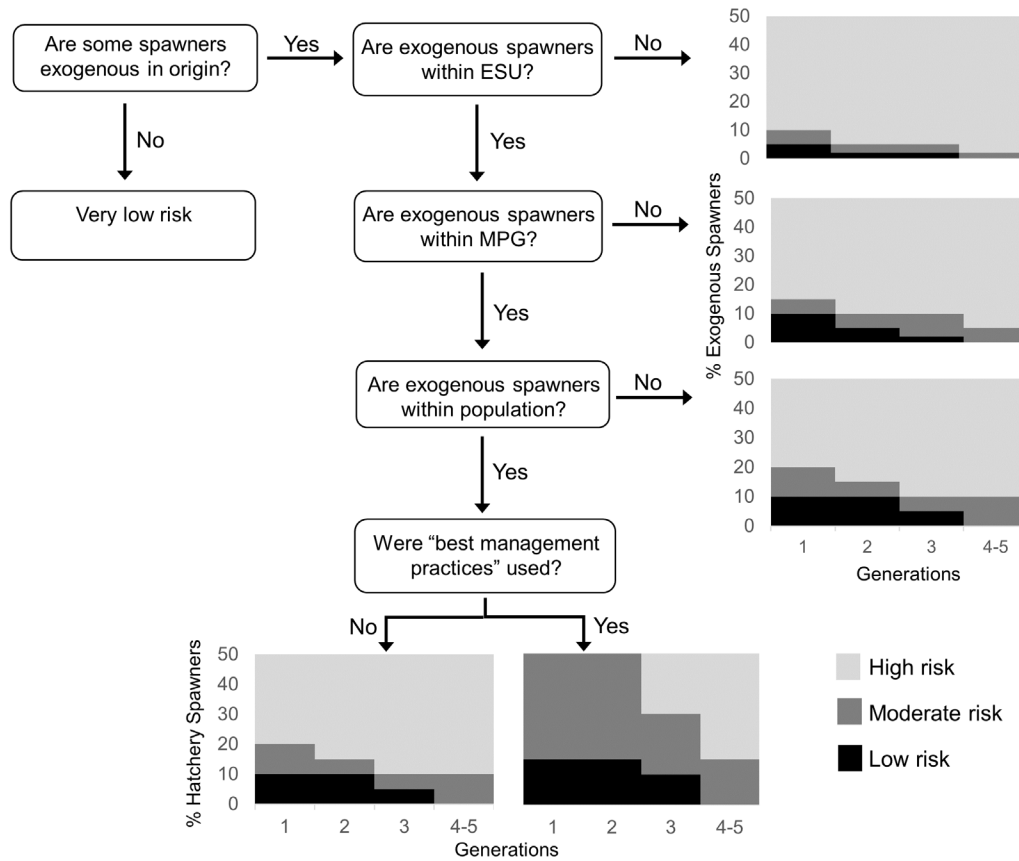 Are some spawners
exogenous in origin?
Yes
Are exogenous spawners
within ESU?
No
50
40
30
20
10
0
No
Yes
Very low risk
Are exogenous spawners
within MPG?
No
50
40
30
20
10
0
% Exogenous Spawners
Yes
Are exogenous spawners
within population?
No
50
40
30
20
10
0
1 2 3 4-5
Generations
Yes
Were “best management
practices” used?
No
Yes
% Hatchery Spawners
50
40
30
20
10
0
1 2 3 4-5
1 2 3 4-5
Generations
High risk
Moderate risk
Low risk